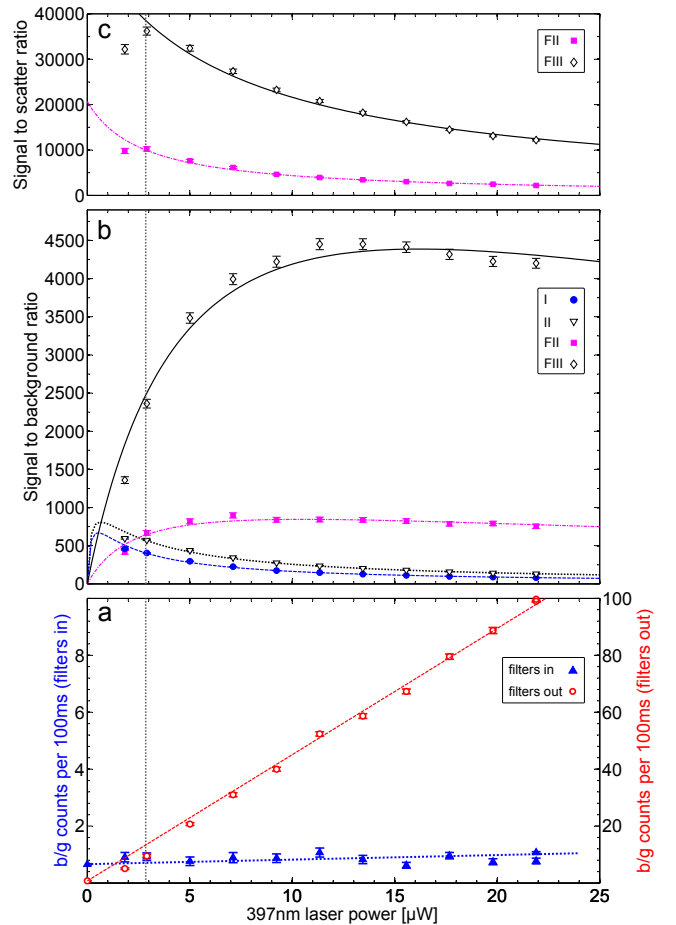 c
Signal to scatter ratio
40000
30000
20000
10000
0
FII
FIII
b
Signal to background ratio
4500
4000
3500
3000
2500
2000
1500
1000
500
0
I
II
FII
FIII
a
b/g counts per 100ms (filters in)
8
6
4
2
filters in
filters out
100
80
60
40
20
b/g counts per 100ms (filters out)
0 5 10 15 20 25
397nm laser power [µW]